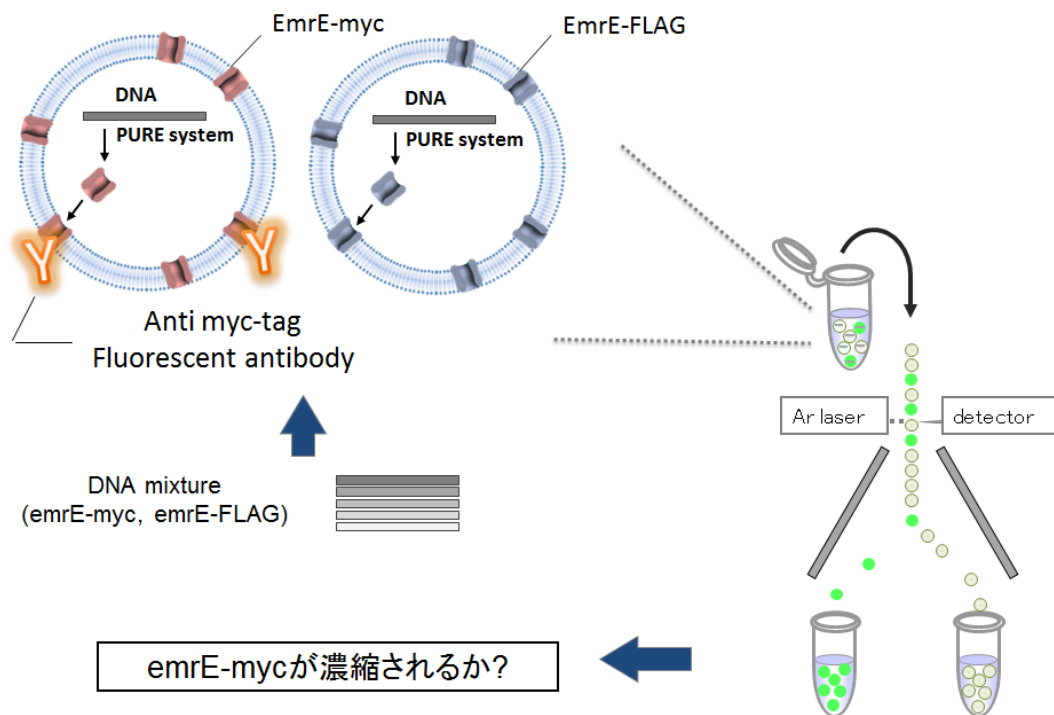 EmrE-myc
EmrE-FLAG
DNA
PURE system
DNA
PURE system
Y
Y
Anti myc-tag
Fluorescent antibody
Ar laser
detector
DNA mixture
(emrE-myc, emrE-FLAG)
emrE-mycが濃縮されるか?